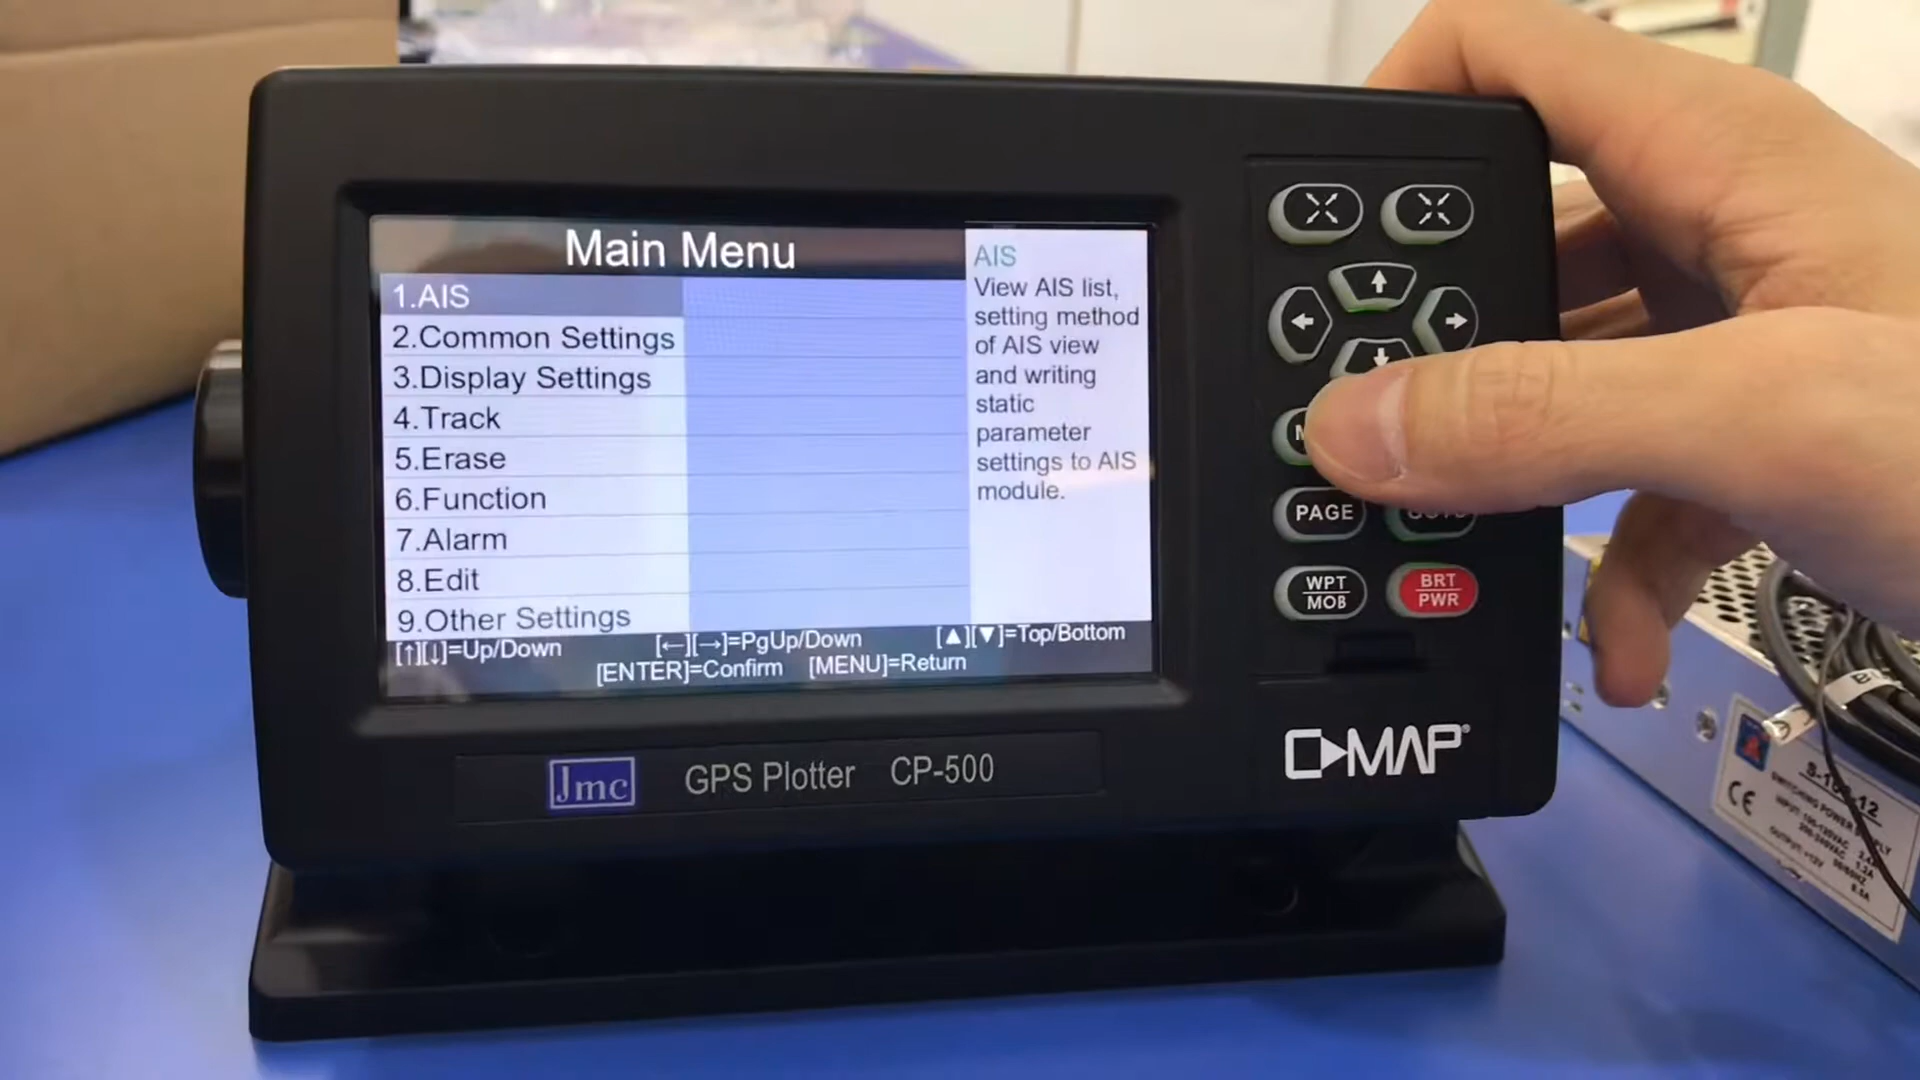 Main Menu
1.AIS
2.Common Settings
3.Display Settings
4.Track
5.Erase
6.Function
7.Alarm
8.Edit
9.Other Settings
AIS
View AIS list,
setting method
of AIS view
and writing
static
parameter
settings to AIS
module.
[↑][↓]=Up/Down [←][→]=PgUp/Down [▲][▼]=Top/Bottom
[ENTER]=Confirm [MENU]=Return
PAGE
WPT
MOB
BRT
PWR
Jmc GPS Plotter CP-500
C-MAP®
CE